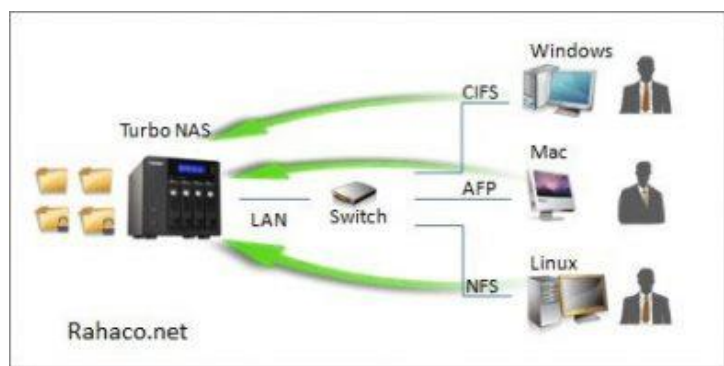 Windows
CIFS
Turbo NAS
Mac
AFP
LAN
Switch
Linux
NFS
Rahaco.net